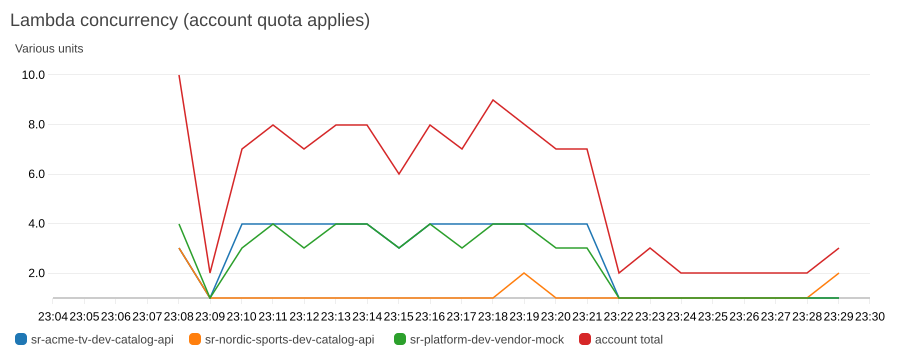 Lambda concurrency (account quota applies)
Various units
10.0
8.0
6.0
4.0
2.0
23:04 23:05 23:06 23:07 23:08 23:09 23:10 23:11 23:12 23:13 23:14 23:15 23:16 23:17 23:18 23:19 23:20 23:21 23:22 23:23 23:24 23:25 23:26 23:27 23:28 23:29 23:30
sr-acme-tv-dev-catalog-api sr-nordic-sports-dev-catalog-api sr-platform-dev-vendor-mock account total